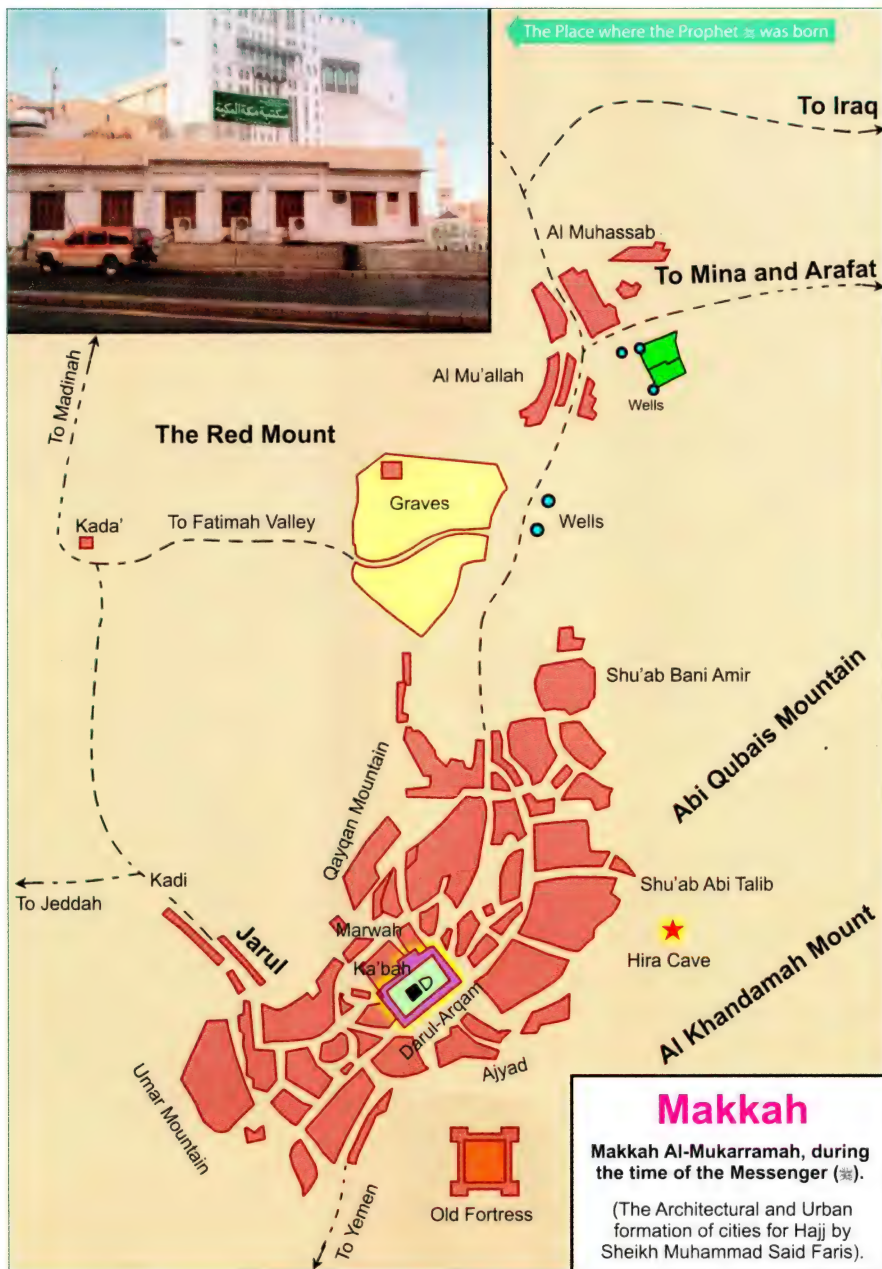 The Place where the Prophet ﷺ was born
مكتبة مكة المكرمة
To Iraq
Al Muhassab
To Mina and Arafat
Al Mu'allah
Wells
To Madinah
The Red Mount
Graves
Kada'
To Fatimah Valley
Wells
Shu'ab Bani Amir
Abi Qubais Mountain
Qayqan Mountain
Kadi
To Jeddah
Shu'ab Abi Talib
Jarul
Marwah
Ka'bah
Hira Cave
Darul-Arqam
Al Khandamah Mount
Ajyad
Umar Mountain
Old Fortress
To Yemen
Makkah
Makkah Al-Mukarramah, during
the time of the Messenger (ﷺ).
(The Architectural and Urban
formation of cities for Hajj by
Sheikh Muhammad Said Faris).